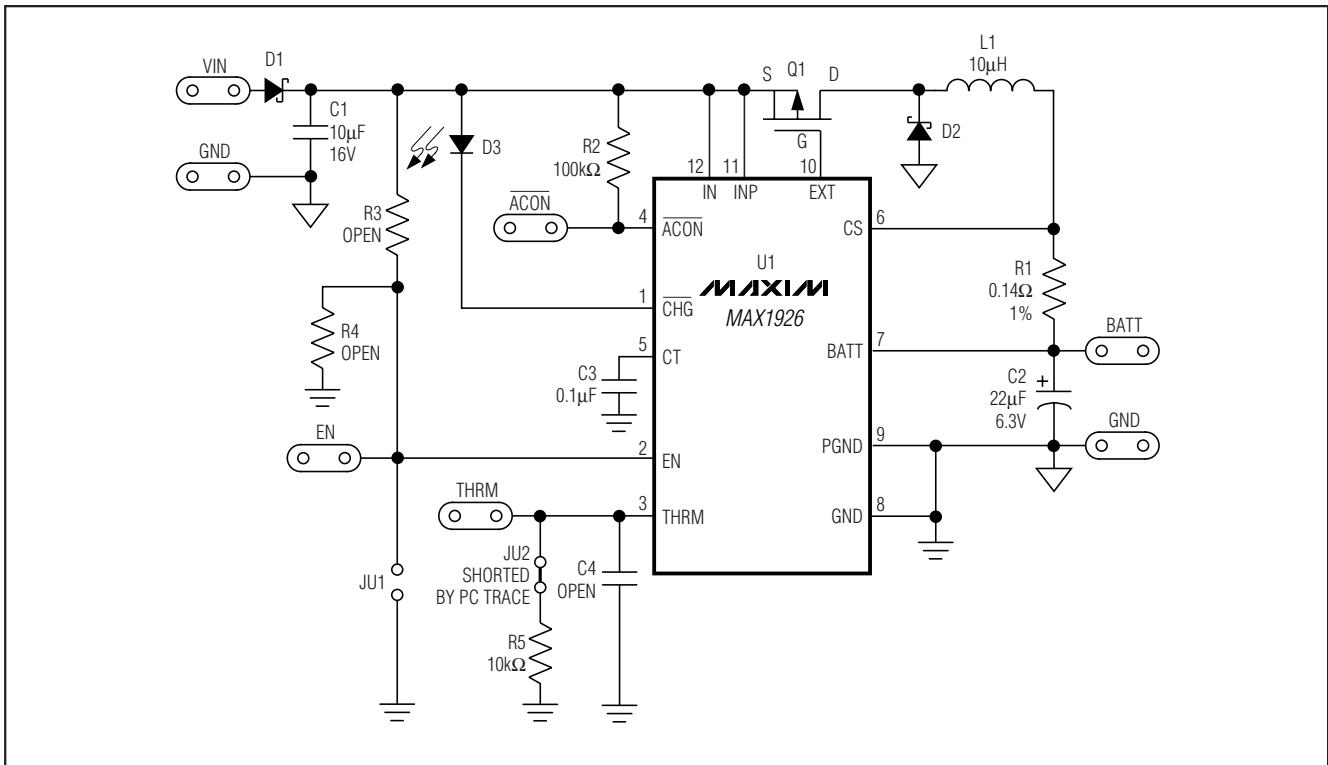 VIN
D1
C1
10μF
16V
GND
R3
OPEN
R4
OPEN
D3
R2
100kΩ
ACON
S
Q1
D
G
L1
10μH
D2
12
11
10
IN
INP
EXT
4
ACON
6
CS
U1
MAXIM
MAX1926
R1
0.14Ω
1%
1
CHG
5
CT
C3
0.1μF
7
BATT
BATT
C2
+
22μF
6.3V
EN
2
EN
9
PGND
GND
THRM
3
THRM
8
GND
JU1
JU2
SHORTED
BY PC TRACE
C4
OPEN
R5
10kΩ